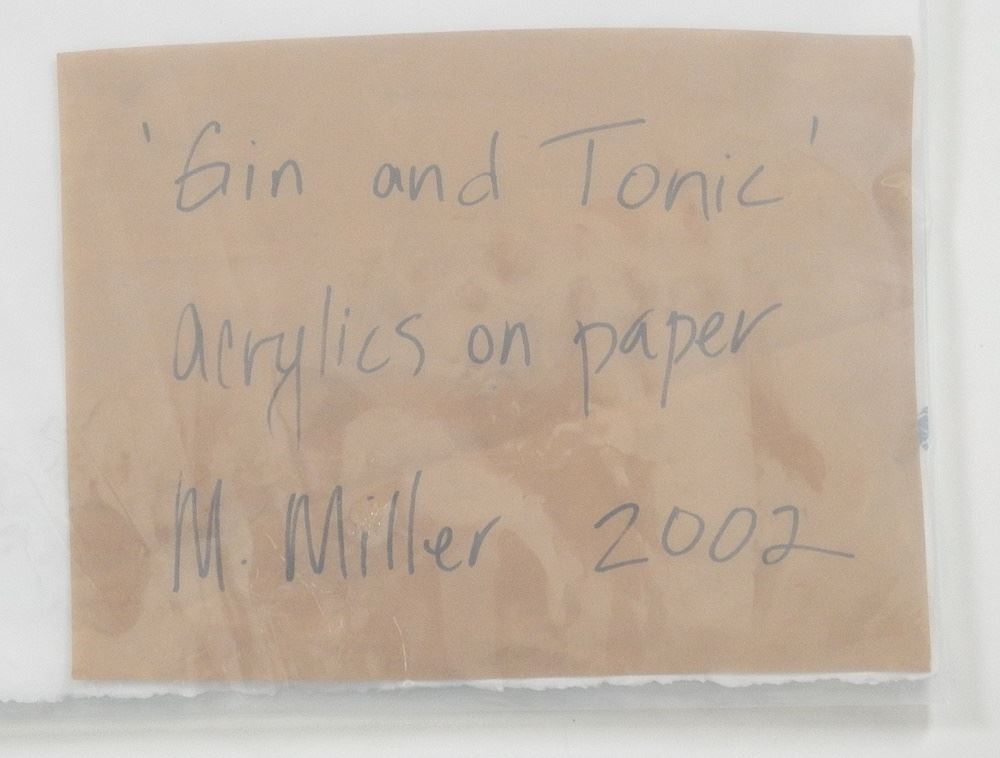 'Gin and Tonic'
acrylics on paper
M. Miller 2002